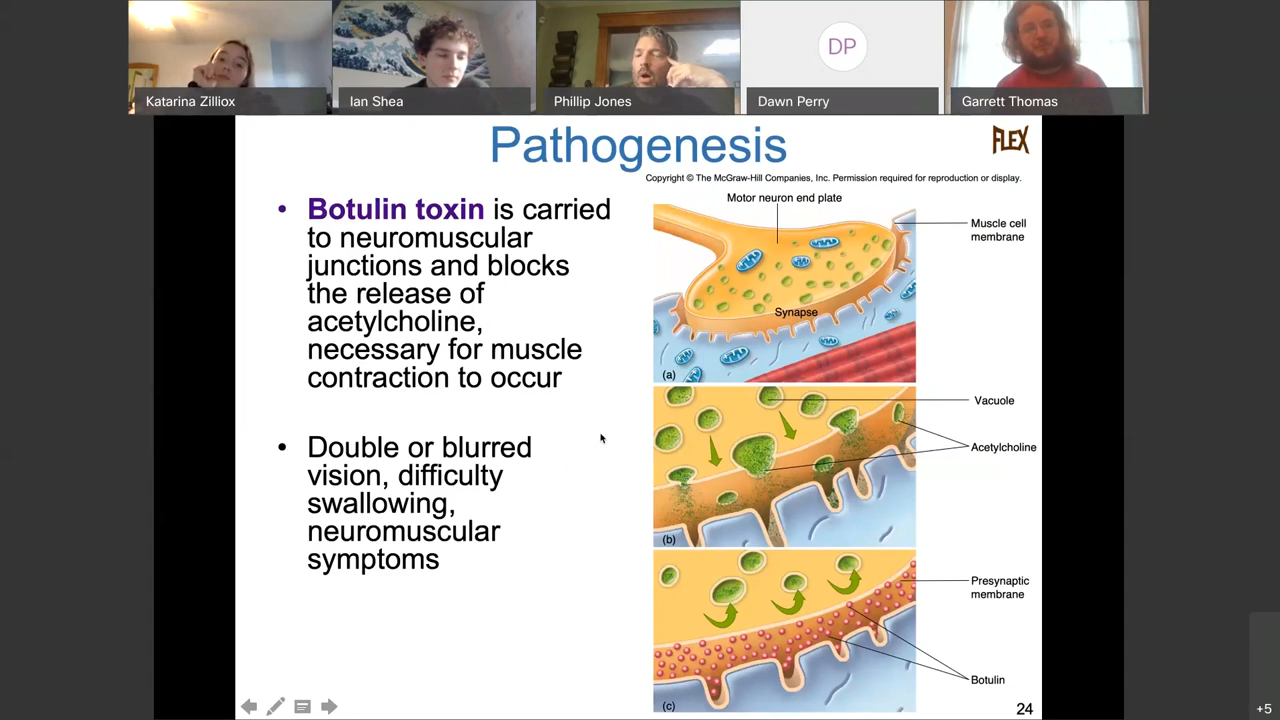 Katarina Zilliox
Ian Shea
Phillip Jones
DP
Dawn Perry
Garrett Thomas
Pathogenesis
FLEX
Copyright © The McGraw-Hill Companies, Inc. Permission required for reproduction or display.
• Botulin toxin is carried
to neuromuscular
junctions and blocks
the release of
acetylcholine,
necessary for muscle
contraction to occur
• Double or blurred
vision, difficulty
swallowing,
neuromuscular
symptoms
Motor neuron end plate
Muscle cell
membrane
Synapse
(a)
Vacuole
Acetylcholine
(b)
Presynaptic
membrane
Botulin
(c)
24
+5